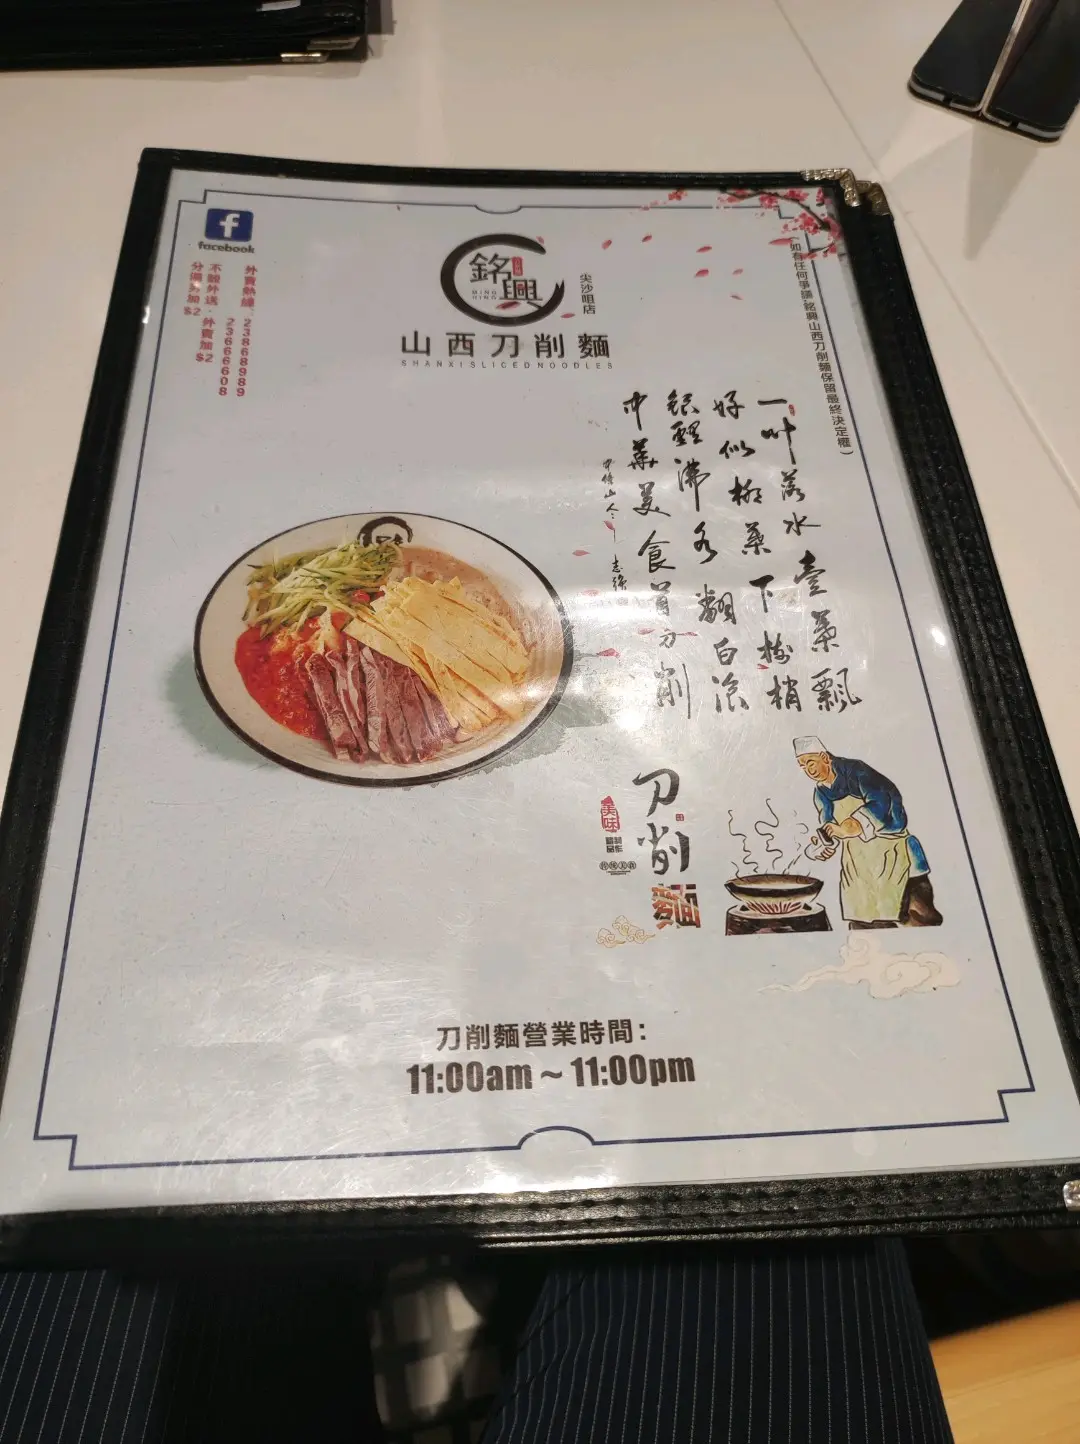 facebook
外賣熱線：23868989
23666608
不設外送，外賣加$2
分開另加$2
銘興
MING
HING
尖沙咀店
山西刀削麵
SHANXI SLICED NOODLES
(如有任何爭議，銘興山西刀削麵保留最終決定權)
一叶落水壹葉飄
好似柳葉下樹梢
銀鯉沸水翻白浪
中華美食首刀削
刀削麵
美味
刀削麵營業時間：
11:00am ~ 11:00pm